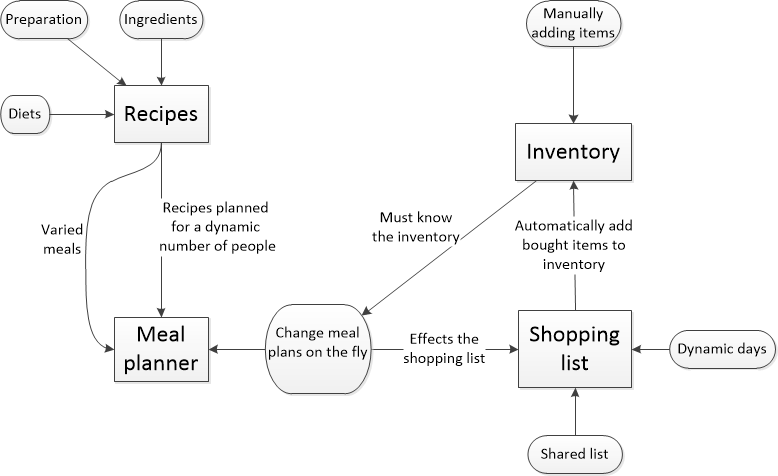 Preparation
Ingredients
Manually
adding items
Diets
Recipes
Inventory
Varied
meals
Recipes planned
for a dynamic
number of people
Must know
the inventory
Automatically add
bought items to
inventory
Meal
planner
Change meal
plans on the fly
Effects the
shopping list
Shopping
list
Dynamic days
Shared list